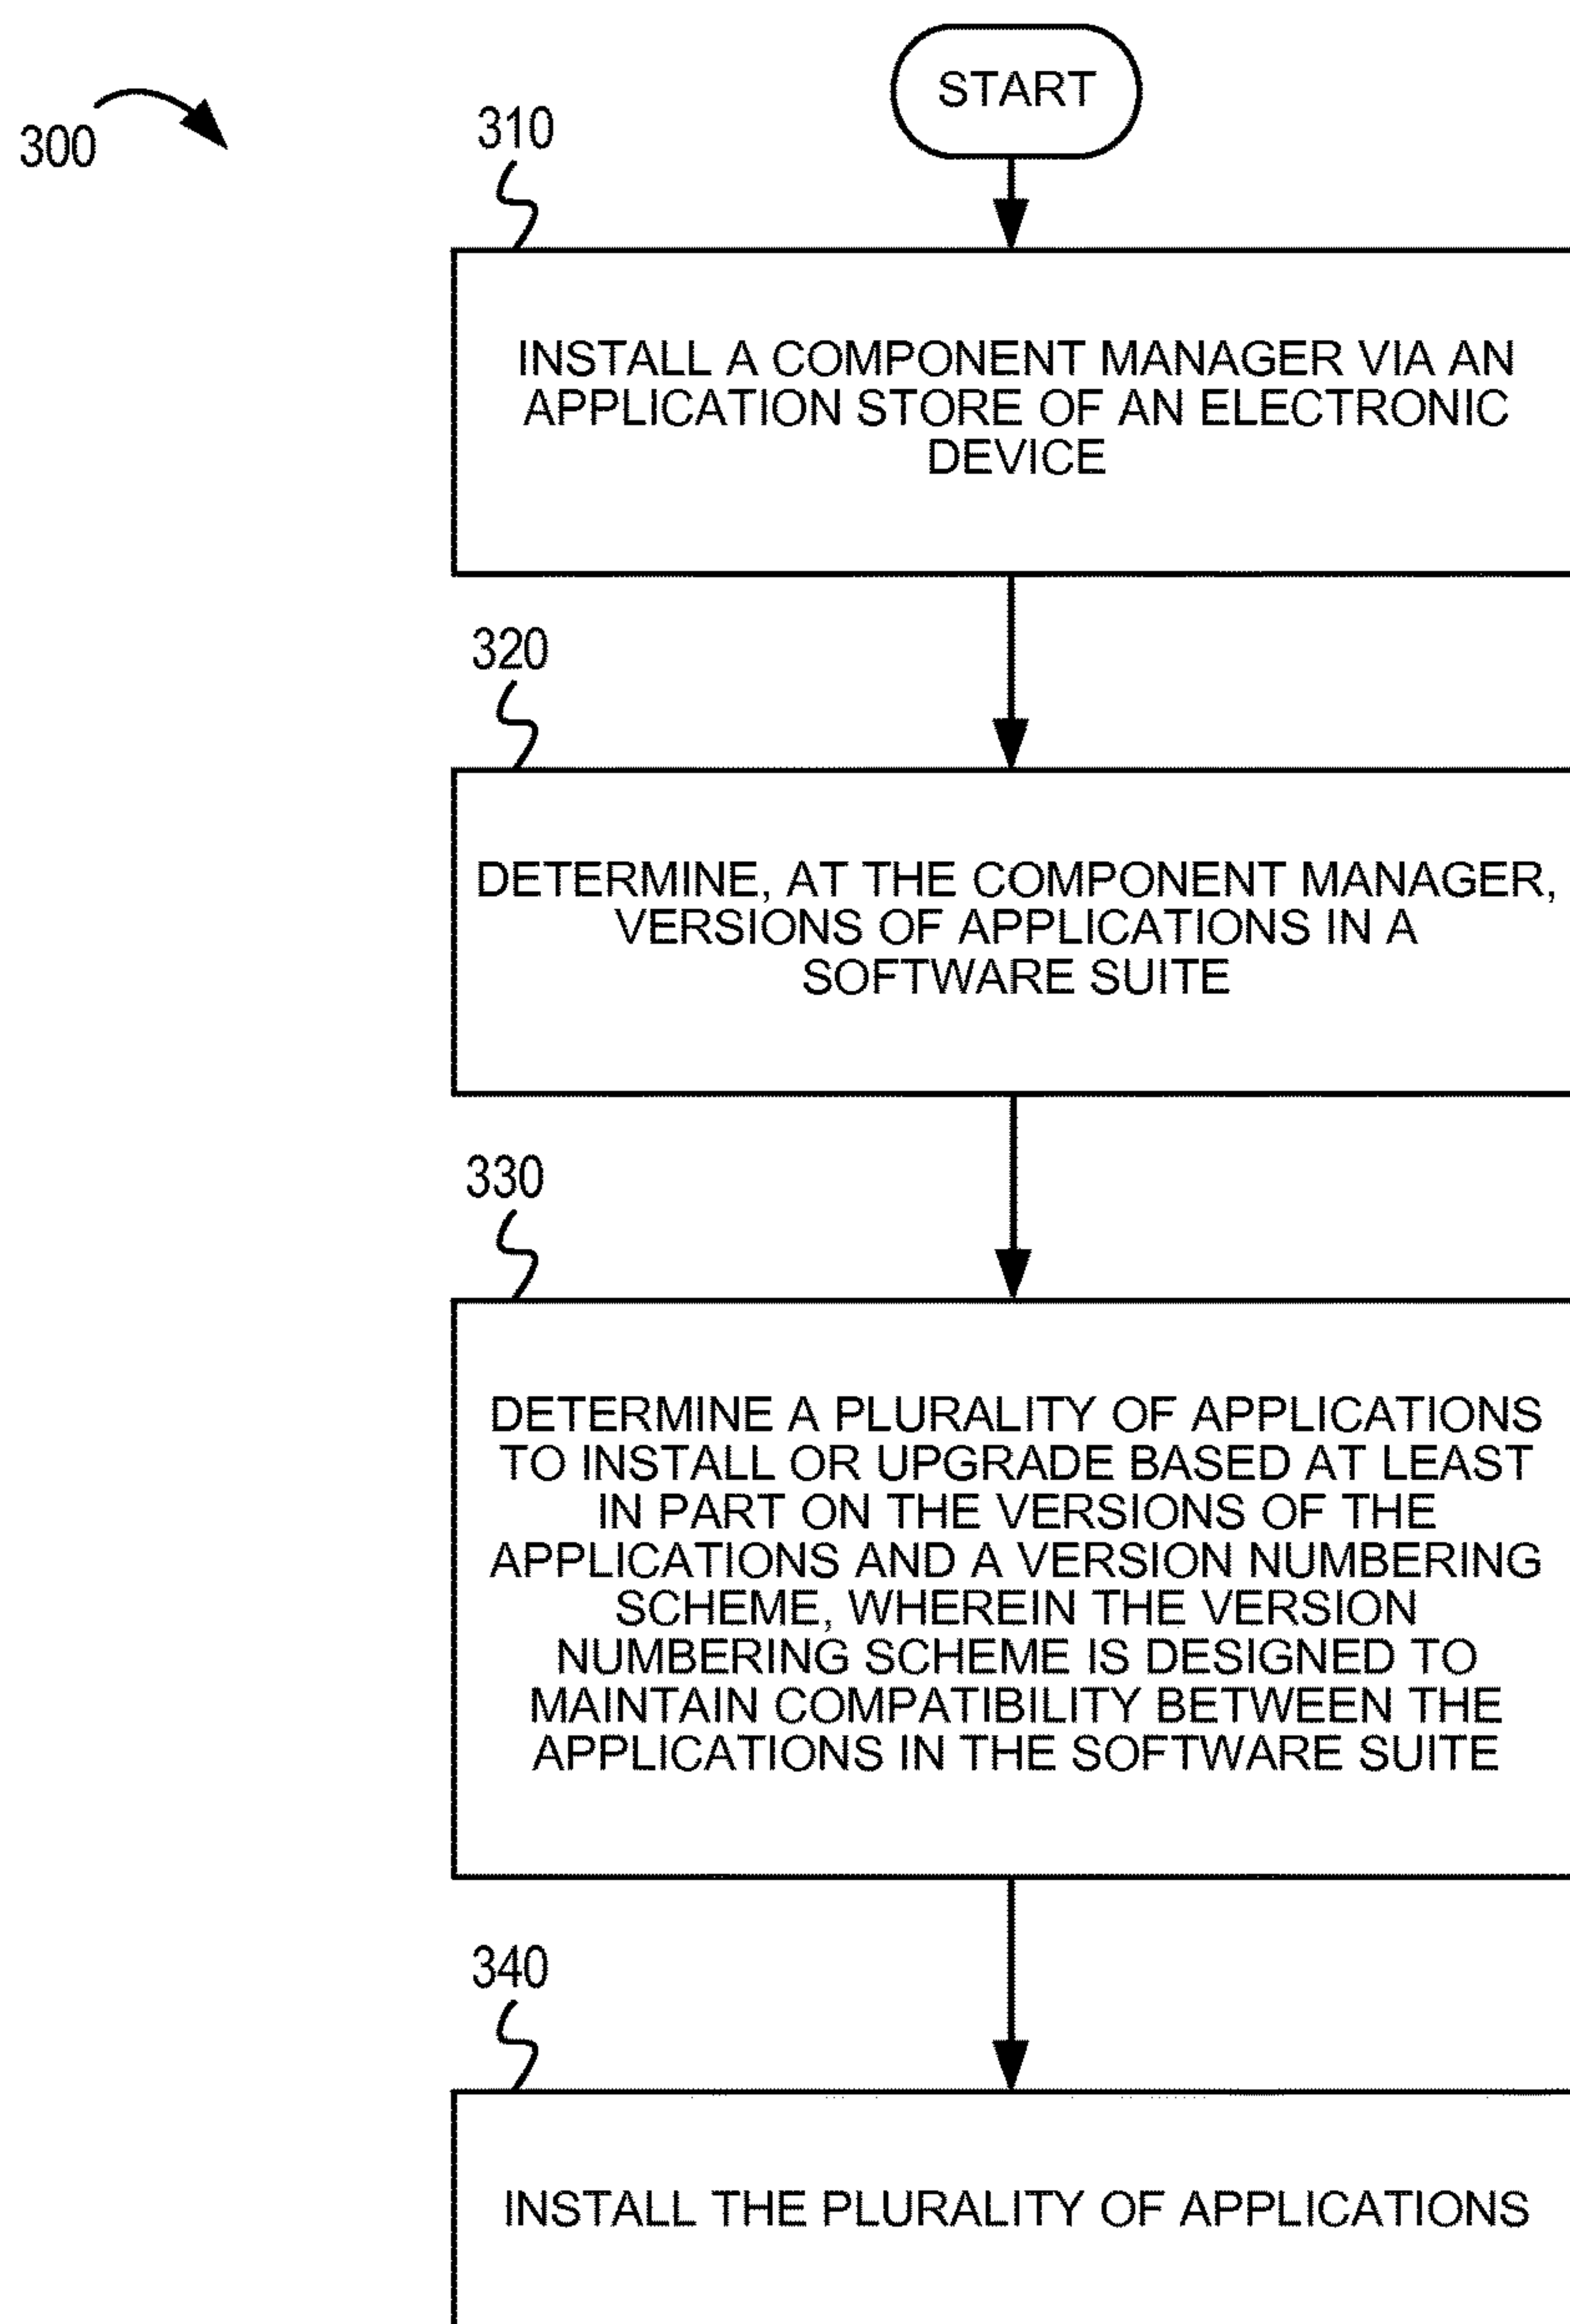 START
300
310
INSTALL A COMPONENT MANAGER VIA AN
APPLICATION STORE OF AN ELECTRONIC
DEVICE
320
DETERMINE, AT THE COMPONENT MANAGER,
VERSIONS OF APPLICATIONS IN A
SOFTWARE SUITE
330
DETERMINE A PLURALITY OF APPLICATIONS
TO INSTALL OR UPGRADE BASED AT LEAST
IN PART ON THE VERSIONS OF THE
APPLICATIONS AND A VERSION NUMBERING
SCHEME, WHEREIN THE VERSION
NUMBERING SCHEME IS DESIGNED TO
MAINTAIN COMPATIBILITY BETWEEN THE
APPLICATIONS IN THE SOFTWARE SUITE
340
INSTALL THE PLURALITY OF APPLICATIONS